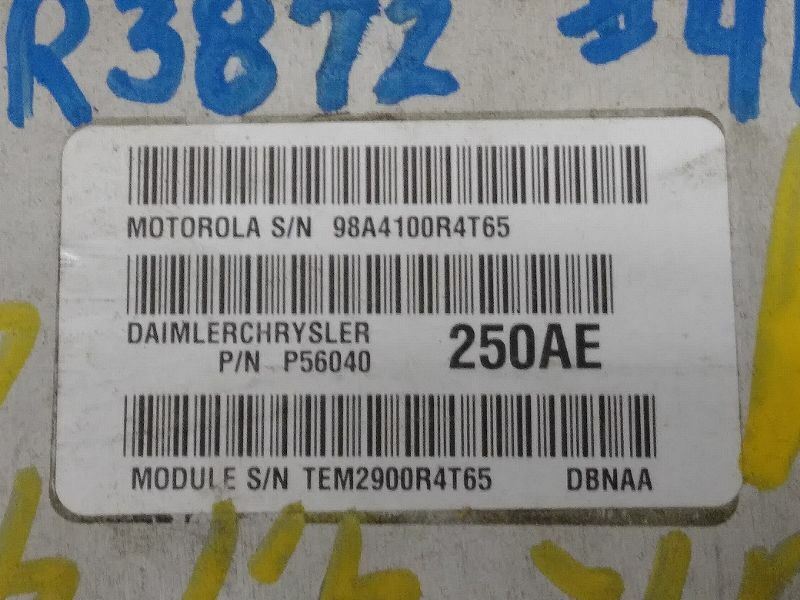 R3872
MOTOROLA S/N 98A4100R4T65
DAIMLERCHRYSLER
P/N P56040 250AE
MODULE S/N TEM2900R4T65 DBNAA